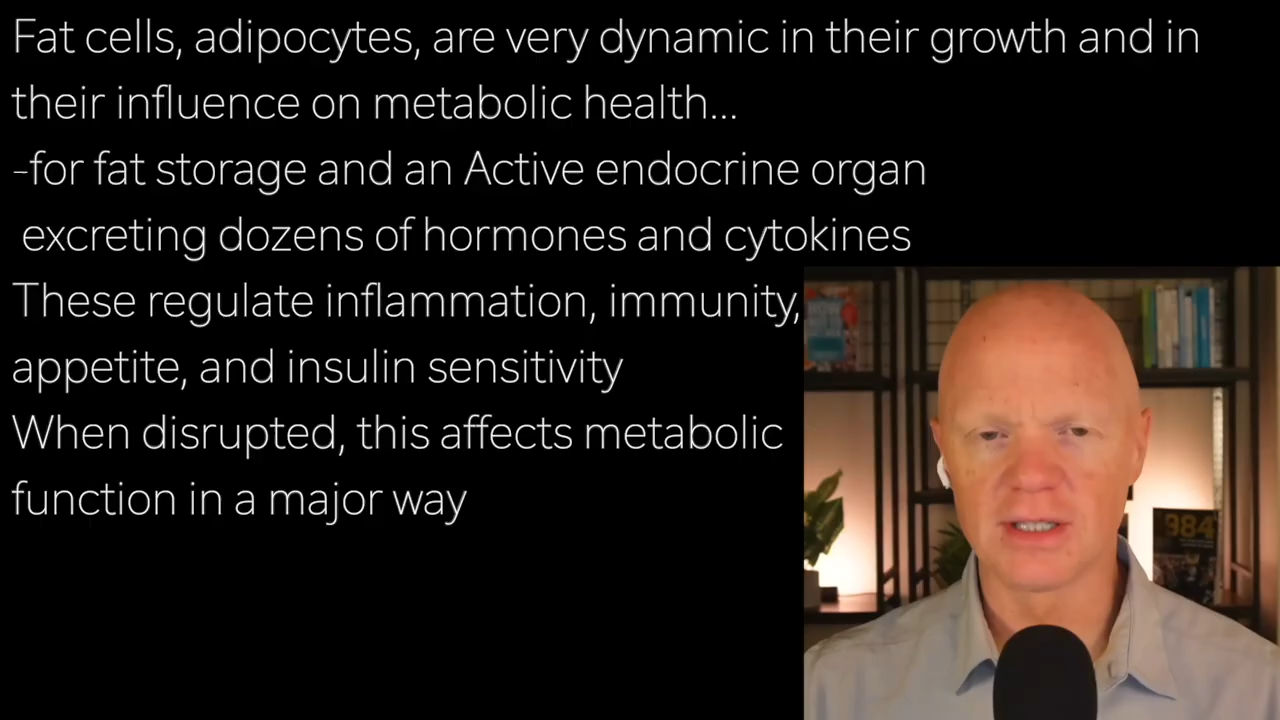 Fat cells, adipocytes, are very dynamic in their growth and in
their influence on metabolic health...
-for fat storage and an Active endocrine organ
excreting dozens of hormones and cytokines
These regulate inflammation, immunity,
appetite, and insulin sensitivity
When disrupted, this affects metabolic
function in a major way
984